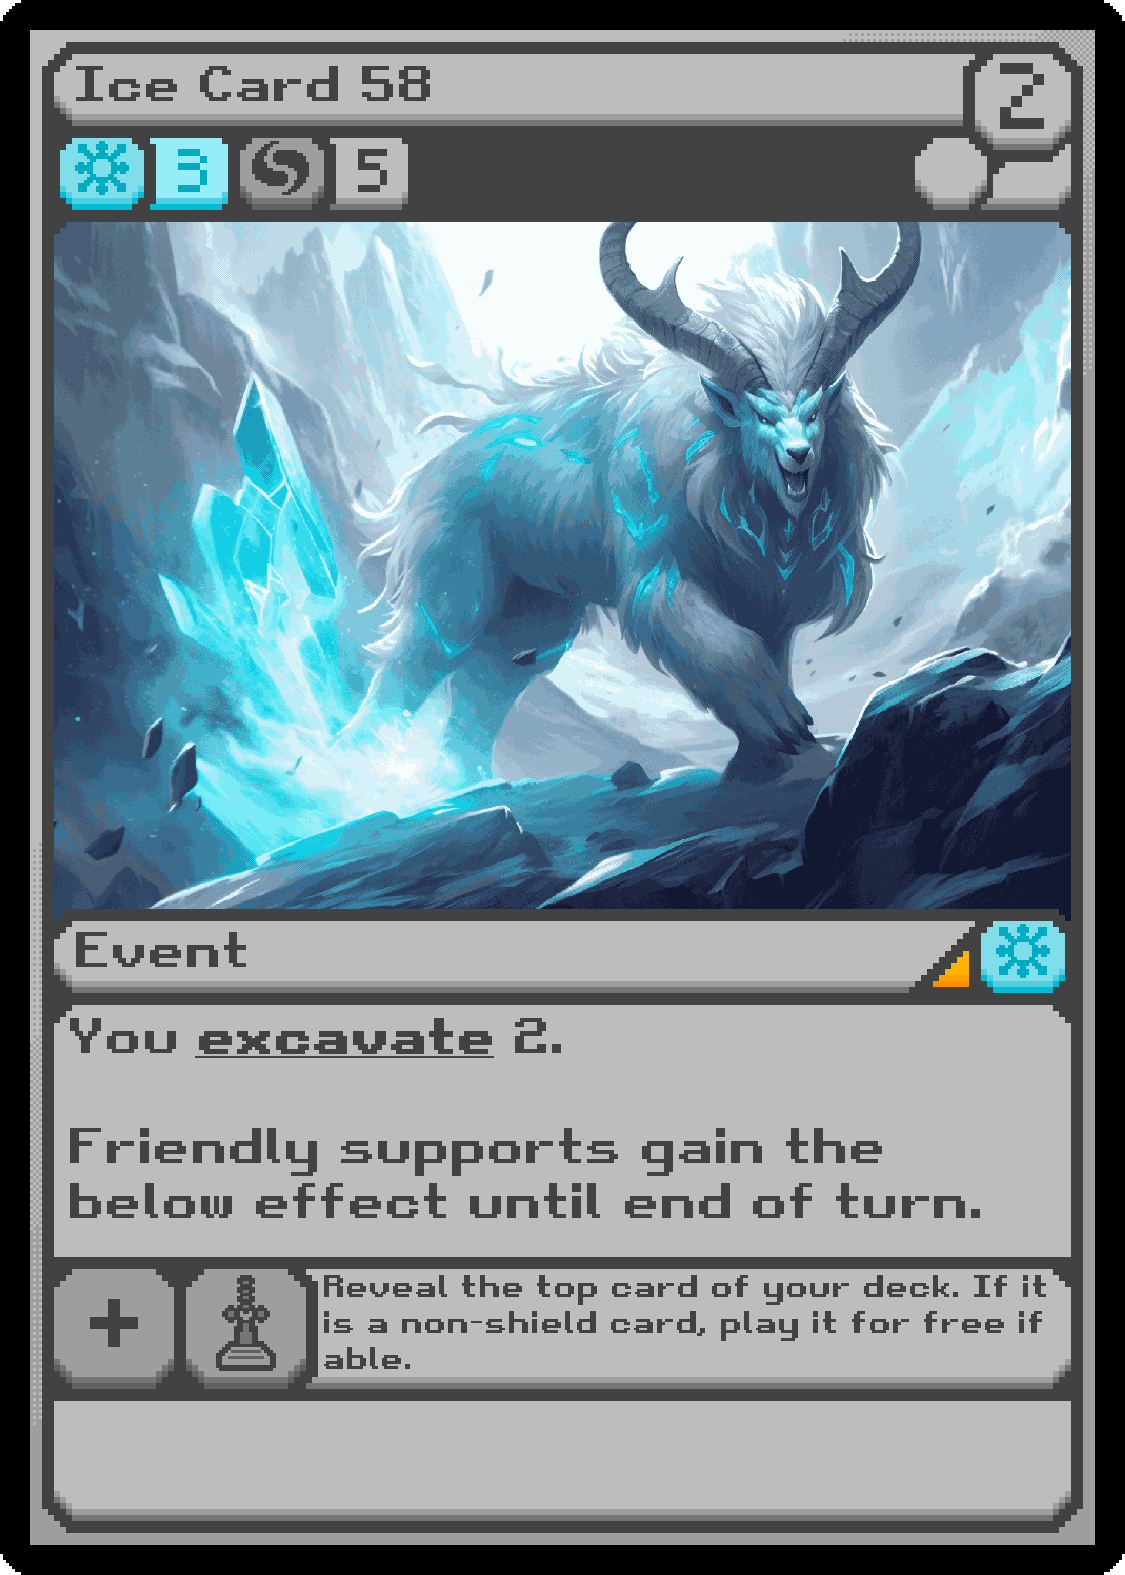 Ice Card 58
2
3
5
Event
You excavate 2.
Friendly supports gain the
below effect until end of turn.
+
Reveal the top card of your deck. If it
is a non-shield card, play it for free if
able.